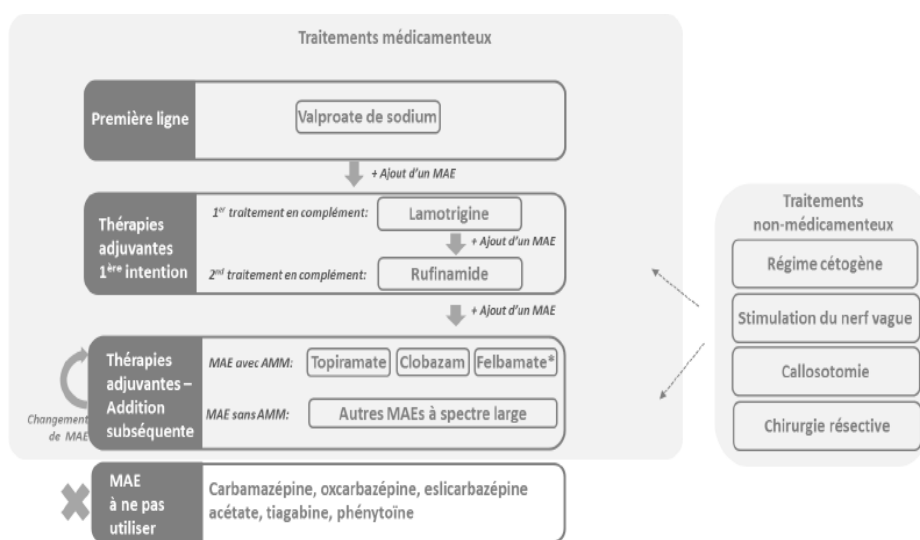 Traitements médicamenteux
Première ligne
Valproate de sodium
+ Ajout d'un MAE
Thérapies
adjuvantes
1ère intention
1er traitement en complément:
Lamotrigine
+ Ajout d'un MAE
2nd traitement en complément:
Rufinamide
+ Ajout d'un MAE
Thérapies
adjuvantes –
Addition
subséquente
MAE avec AMM:
Topiramate
Clobazam
Felbamate*
MAE sans AMM:
Autres MAEs à spectre large
Changement
de MAE
MAE
à ne pas
utiliser
Carbamazépine, oxcarbazépine, eslicarbazépine
acétate, tiagabine, phénytoïne
Traitements
non-médicamenteux
Régime cétogène
Stimulation du nerf vague
Callosotomie
Chirurgie résective